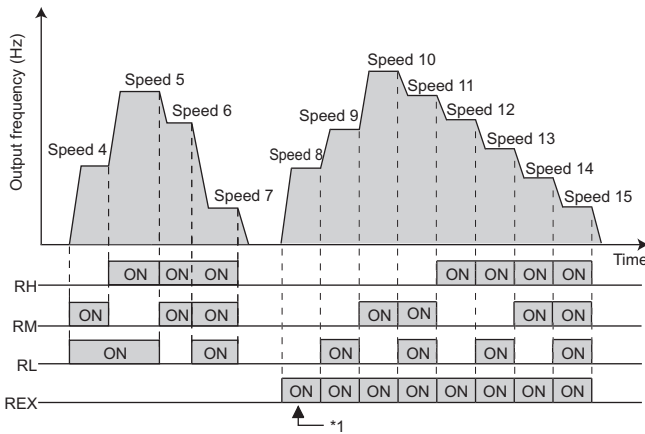 Output frequency (Hz)
Speed 4
Speed 5
Speed 6
Speed 7
Speed 8
Speed 9
Speed 10
Speed 11
Speed 12
Speed 13
Speed 14
Speed 15
Time
RH
ON ON ON ON ON ON ON
RM
ON ON ON ON ON ON ON
RL
ON ON ON ON ON ON
REX
ON ON ON ON ON ON ON ON
*1